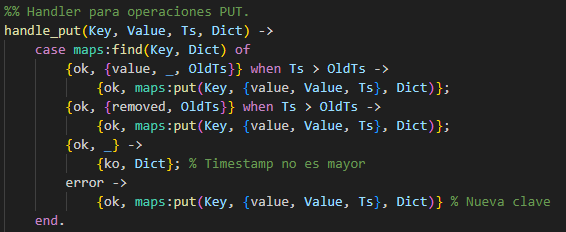 %% Handler para operaciones PUT.
handle_put(Key, Value, Ts, Dict) ->
    case maps:find(Key, Dict) of
        {ok, {value, _, OldTs}} when Ts > OldTs ->
            {ok, maps:put(Key, {value, Value, Ts}, Dict)};
        {ok, {removed, OldTs}} when Ts > OldTs ->
            {ok, maps:put(Key, {value, Value, Ts}, Dict)};
        {ok, _} ->
            {ko, Dict}; % Timestamp no es mayor
        error ->
            {ok, maps:put(Key, {value, Value, Ts}, Dict)} % Nueva clave
    end.